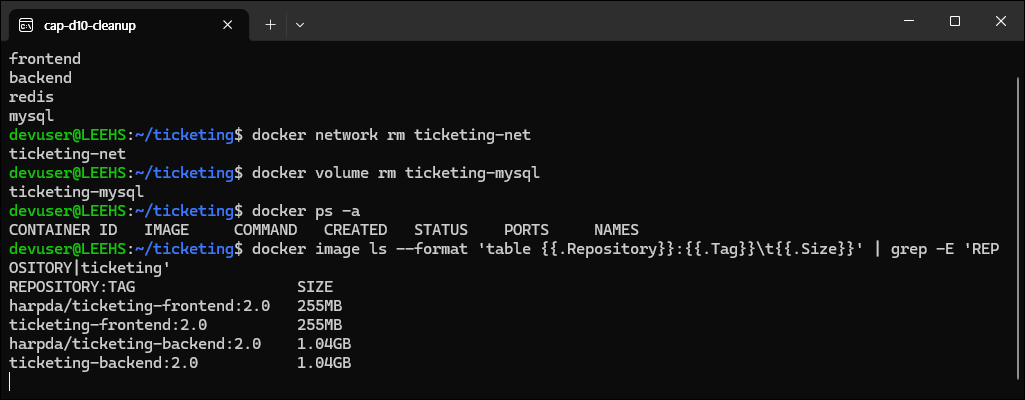 cap-d10-cleanup
frontend
backend
redis
mysql
devuser@LEEHS:~/ticketing$ docker network rm ticketing-net
ticketing-net
devuser@LEEHS:~/ticketing$ docker volume rm ticketing-mysql
ticketing-mysql
devuser@LEEHS:~/ticketing$ docker ps -a
CONTAINER ID   IMAGE     COMMAND   CREATED   STATUS    PORTS     NAMES
devuser@LEEHS:~/ticketing$ docker image ls --format 'table {{.Repository}}:{{.Tag}}\t{{.Size}}' | grep -E 'REP
OSITORY|ticketing'
REPOSITORY:TAG                  SIZE
harpda/ticketing-frontend:2.0   255MB
ticketing-frontend:2.0          255MB
harpda/ticketing-backend:2.0    1.04GB
ticketing-backend:2.0           1.04GB